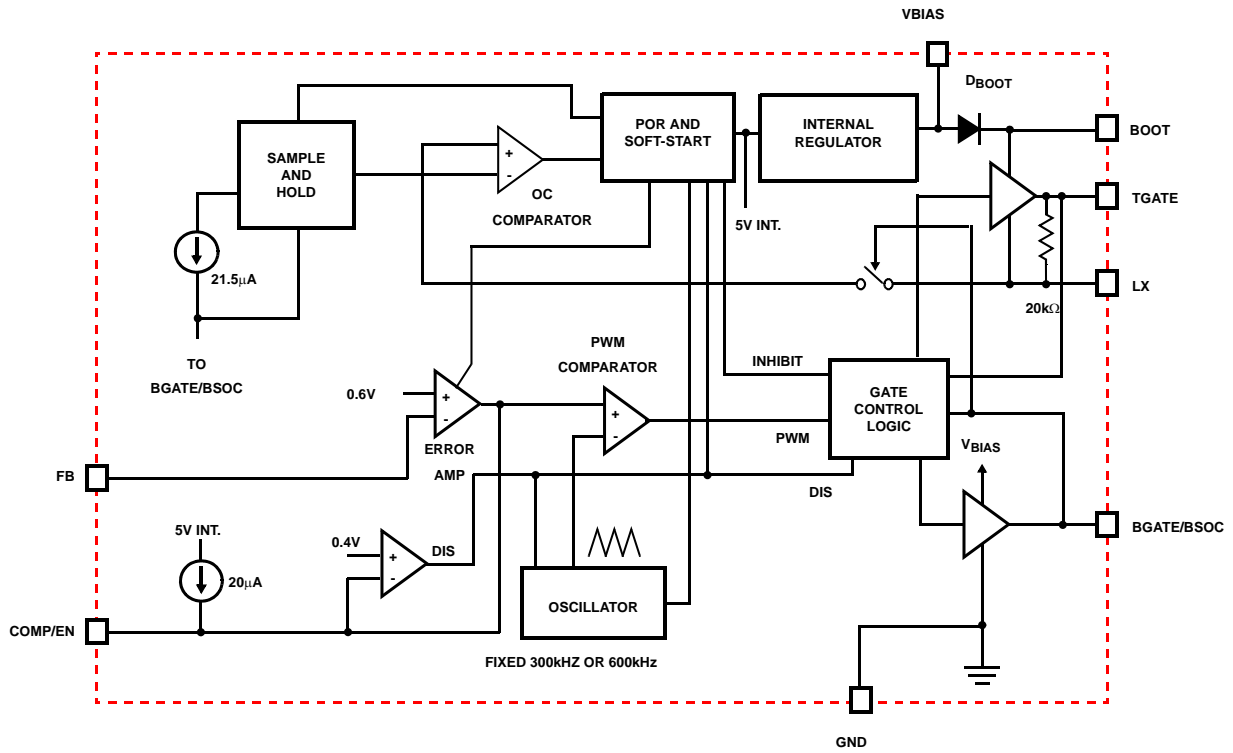 VBIAS
D_BOOT
POR AND
SOFT-START
INTERNAL
REGULATOR
BOOT
SAMPLE
AND
HOLD
+
-
OC
COMPARATOR
TGATE
5V INT.
21.5μA
LX
20kΩ
TO
BGATE/BSOC
PWM
COMPARATOR
INHIBIT
0.6V
+
-
+
-
GATE
CONTROL
LOGIC
ERROR
AMP
PWM
V_BIAS
FB
DIS
5V INT.
0.4V
+
-
DIS
BGATE/BSOC
20μA
OSCILLATOR
COMP/EN
FIXED 300kHZ OR 600kHz
GND